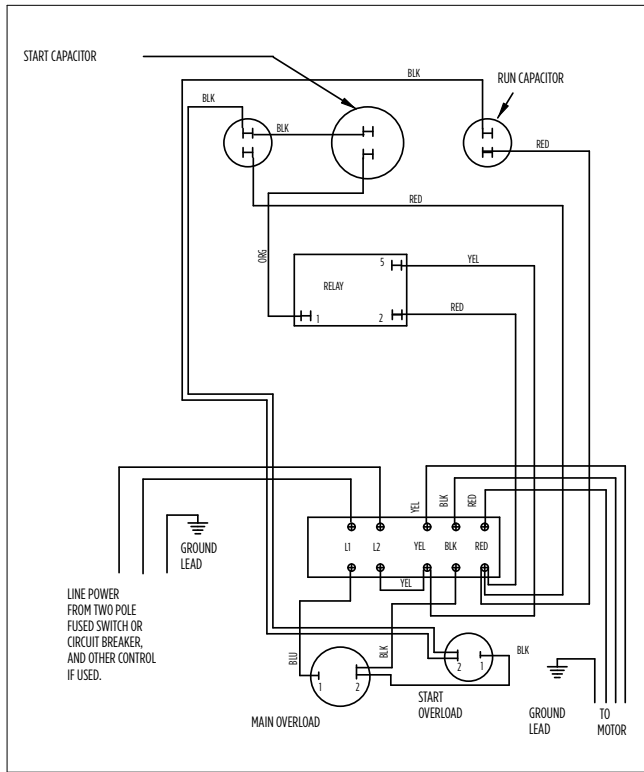 START CAPACITOR
BLK
RUN CAPACITOR
BLK
BLK
RED
RED
ORG
5
YEL
RELAY
RED
1
2
YEL
BLK
RED
GROUND
LEAD
L1
L2
YEL
BLK
RED
YEL
LINE POWER
FROM TWO POLE
FUSED SWITCH OR
CIRCUIT BREAKER,
AND OTHER CONTROL
IF USED.
BLU
BLK
2
1
BLK
1
2
START
OVERLOAD
MAIN OVERLOAD
GROUND
LEAD
TO
MOTOR